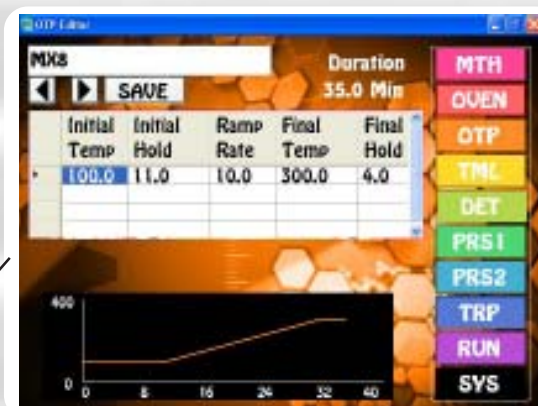 OTP Editor
MX8
Duration
SAVE
35.0 Min
Initial Temp Initial Hold Ramp Rate Final Temp Final Hold
100.0 11.0 10.0 300.0 4.0
MTH
OVEN
OTP
TML
DET
PRS1
PRS2
TRP
RUN
SYS
400
0
0 8 16 24 32 40